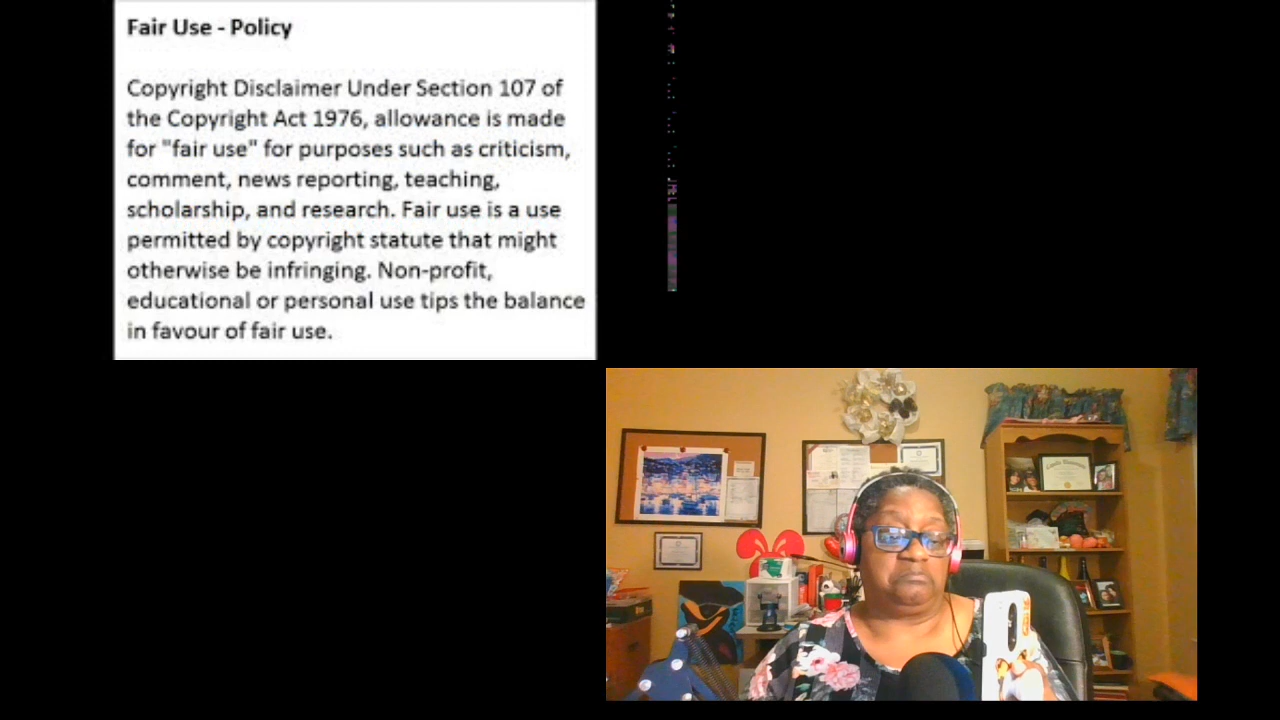 Fair Use - Policy
Copyright Disclaimer Under Section 107 of
the Copyright Act 1976, allowance is made
for "fair use" for purposes such as criticism,
comment, news reporting, teaching,
scholarship, and research. Fair use is a use
permitted by copyright statute that might
otherwise be infringing. Non-profit,
educational or personal use tips the balance
in favour of fair use.